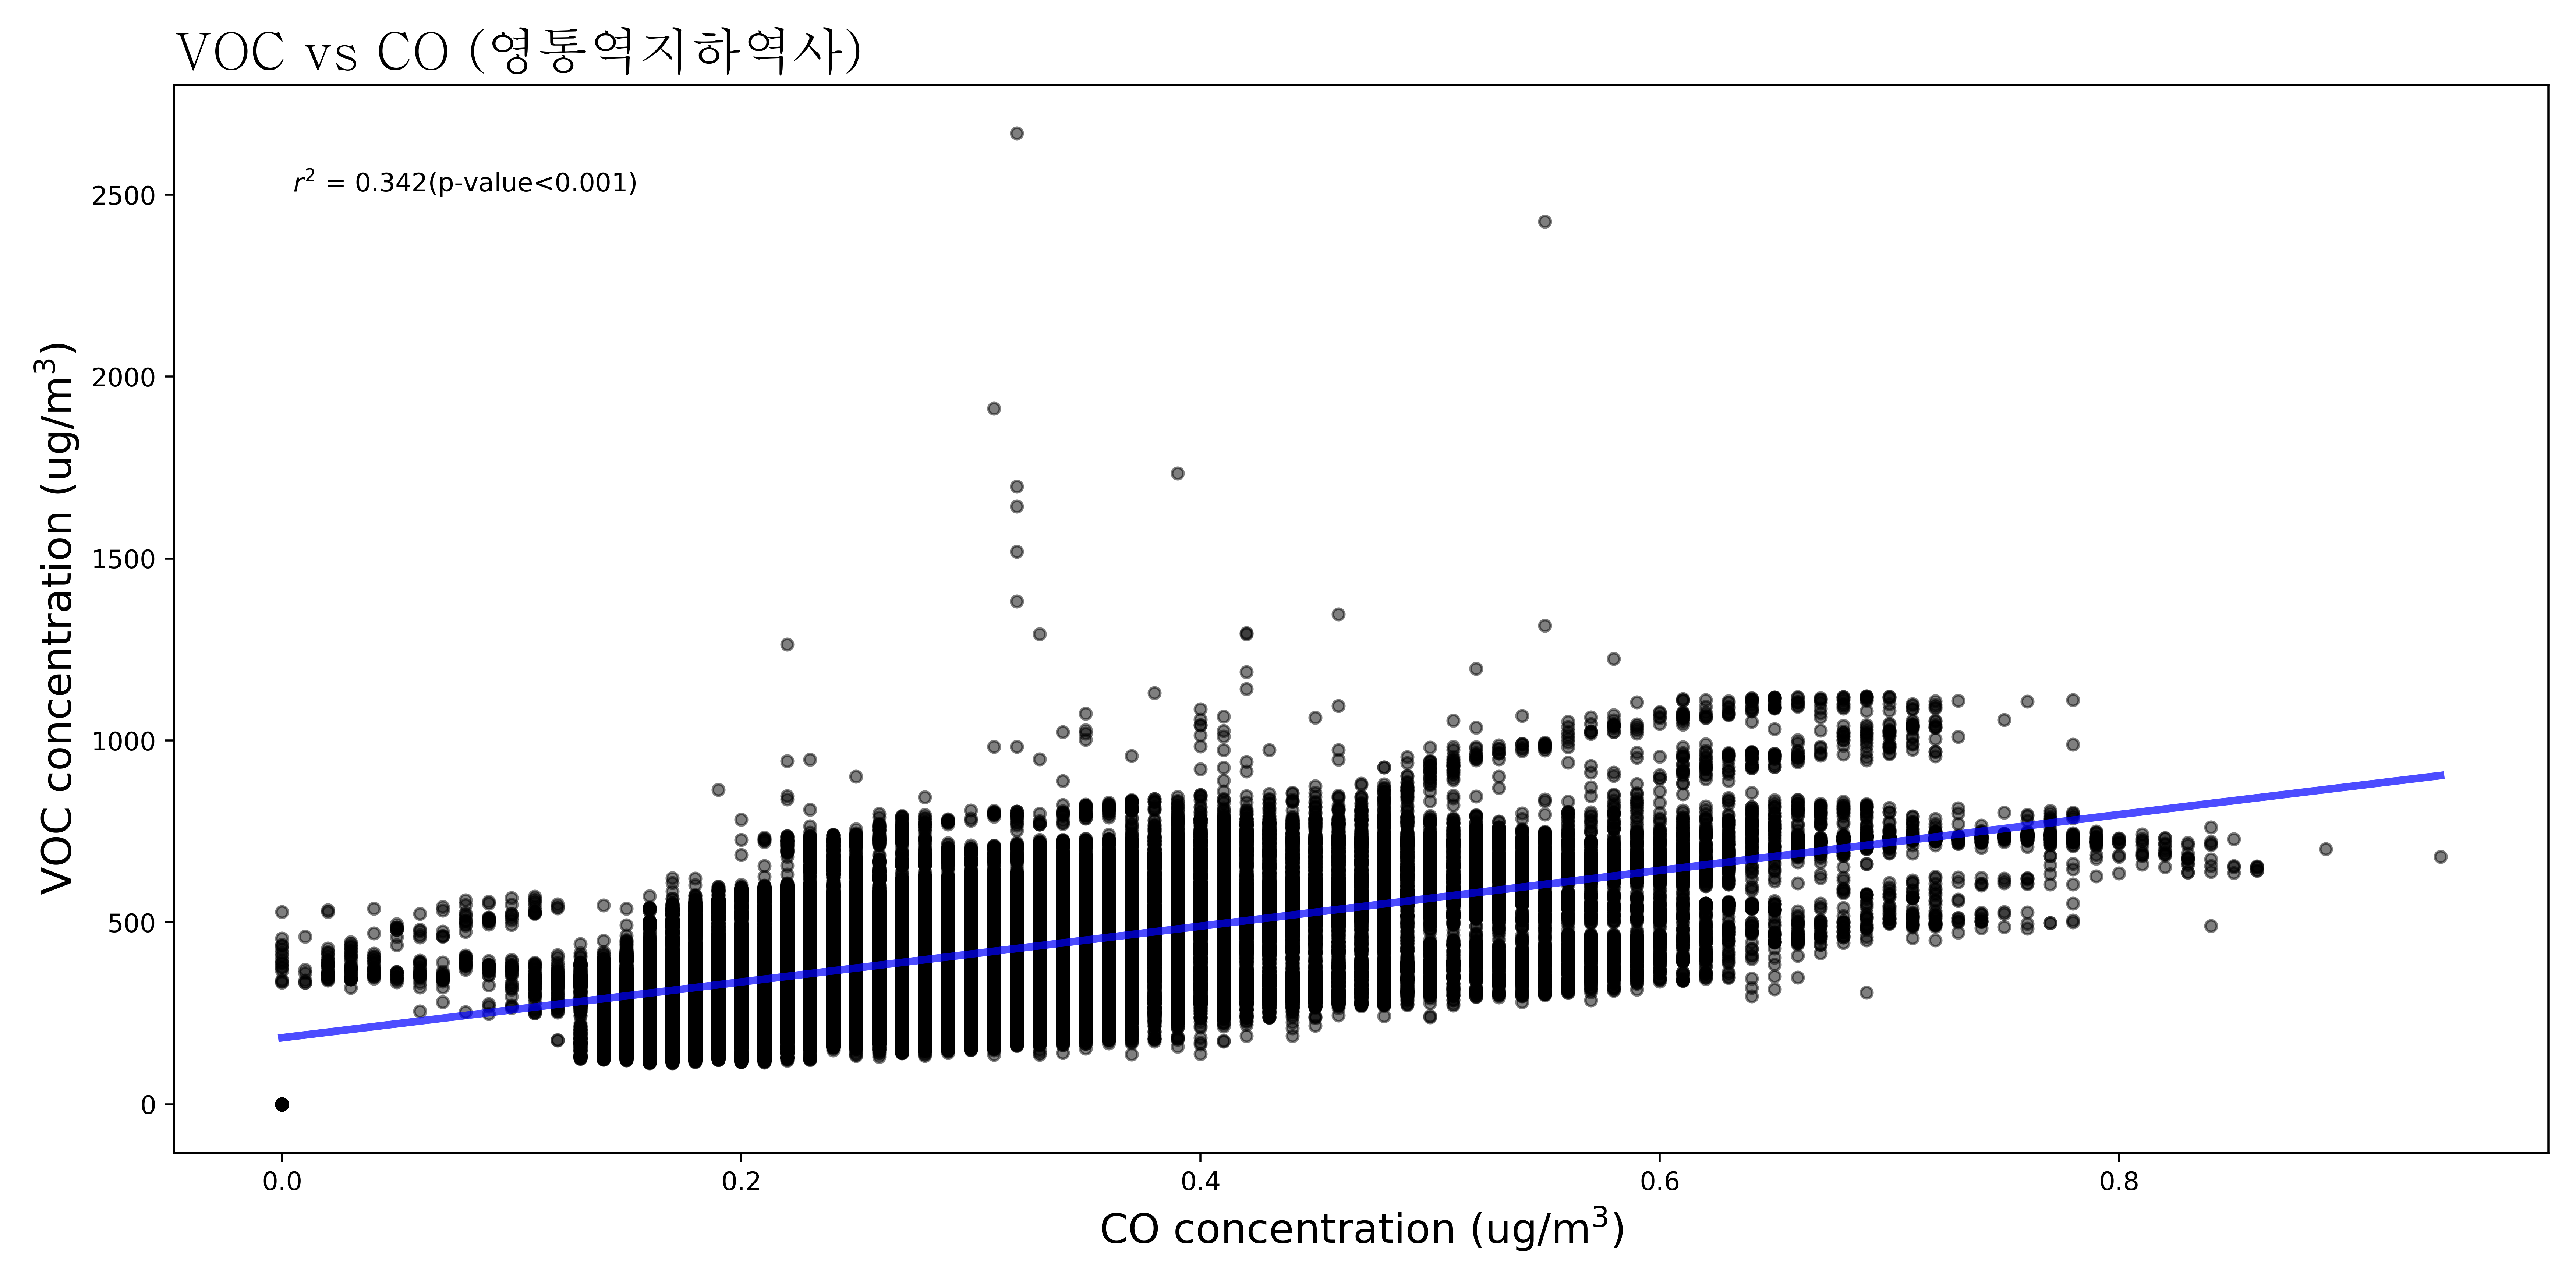 VOC vs CO (영통역지하역사)
r² = 0.342(p-value<0.001)
VOC concentration (ug/m³)
2500
2000
1500
1000
500
0
0.0 0.2 0.4 0.6 0.8
CO concentration (ug/m³)